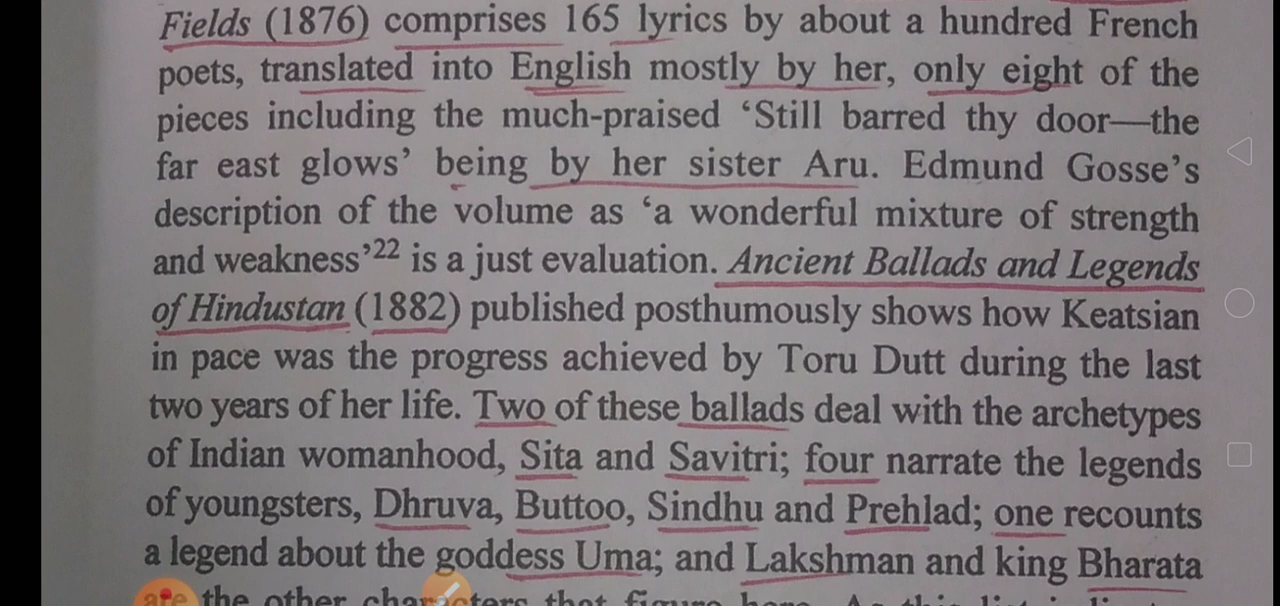 Fields (1876) comprises 165 lyrics by about a hundred French
poets, translated into English mostly by her, only eight of the
pieces including the much-praised ‘Still barred thy door—the
far east glows’ being by her sister Aru. Edmund Gosse’s
description of the volume as ‘a wonderful mixture of strength
and weakness’22 is a just evaluation. Ancient Ballads and Legends
of Hindustan (1882) published posthumously shows how Keatsian
in pace was the progress achieved by Toru Dutt during the last
two years of her life. Two of these ballads deal with the archetypes
of Indian womanhood, Sita and Savitri; four narrate the legends
of youngsters, Dhruva, Buttoo, Sindhu and Prehlad; one recounts
a legend about the goddess Uma; and Lakshman and king Bharata
are the other characters that figure here. As this list